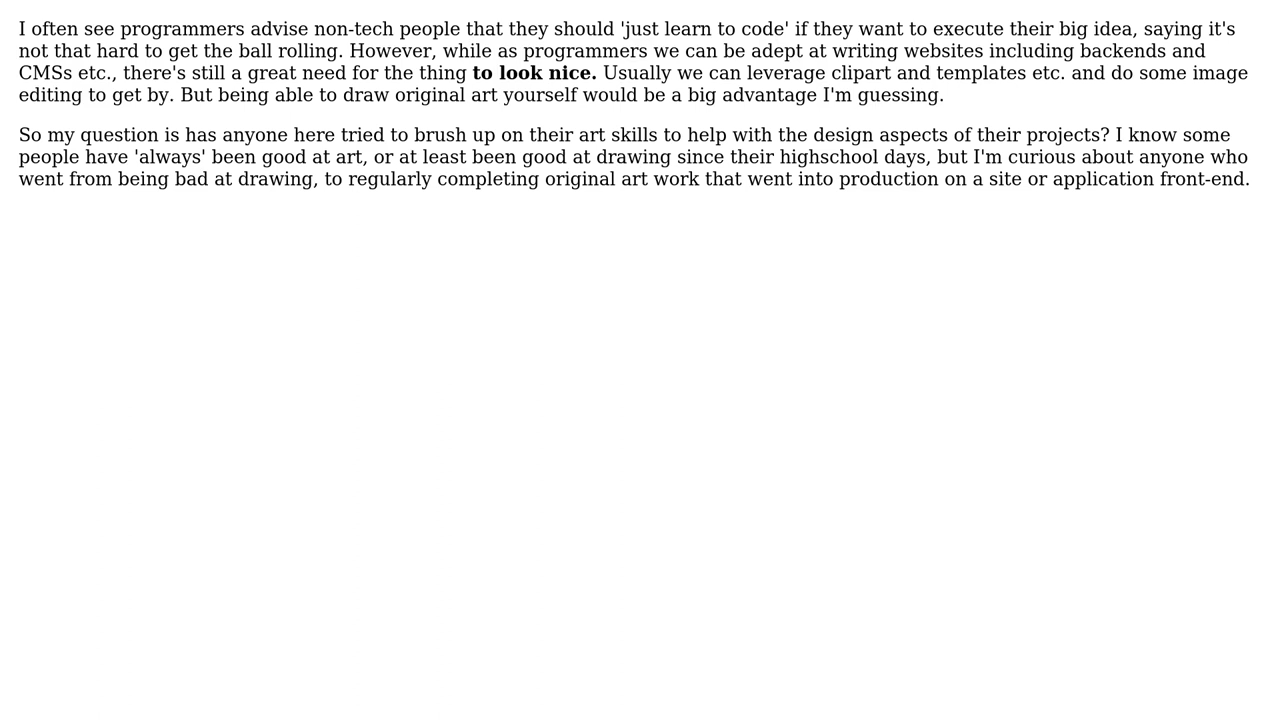 I often see programmers advise non-tech people that they should 'just learn to code' if they want to execute their big idea, saying it's
not that hard to get the ball rolling. However, while as programmers we can be adept at writing websites including backends and
CMSs etc., there's still a great need for the thing to look nice. Usually we can leverage clipart and templates etc. and do some image
editing to get by. But being able to draw original art yourself would be a big advantage I'm guessing.
So my question is has anyone here tried to brush up on their art skills to help with the design aspects of their projects? I know some
people have 'always' been good at art, or at least been good at drawing since their highschool days, but I'm curious about anyone who
went from being bad at drawing, to regularly completing original art work that went into production on a site or application front-end.